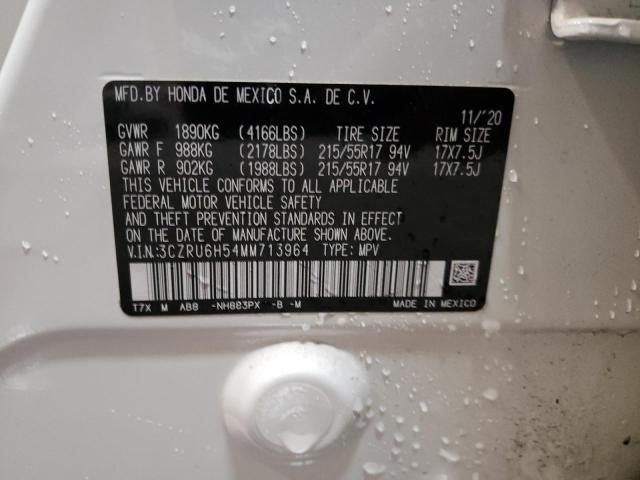 MFD.BY HONDA DE MEXICO S.A. DE C.V.
11/'20
GVWR 1890KG (4166LBS) TIRE SIZE RIM SIZE
GAWR F 988KG (2178LBS) 215/55R17 94V 17X7.5J
GAWR R 902KG (1988LBS) 215/55R17 94V 17X7.5J
THIS VEHICLE CONFORMS TO ALL APPLICABLE
FEDERAL MOTOR VEHICLE SAFETY
AND THEFT PREVENTION STANDARDS IN EFFECT
ON THE DATE OF MANUFACTURE SHOWN ABOVE.
V.I.N:3CZRU6H54MM713964 TYPE: MPV
T7X M AB8 -NH883PX -B -M
MADE IN MEXICO